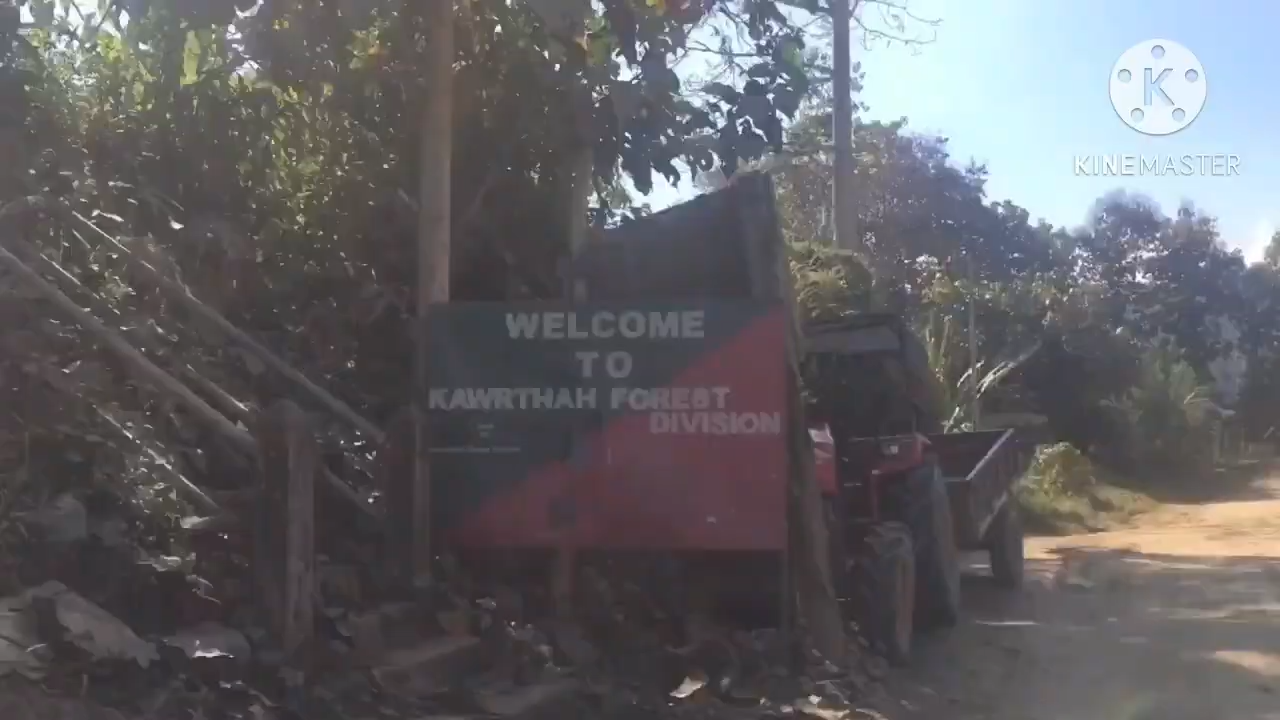 K
KINEMASTER
WELCOME
TO
KAWRTHAH FOREST
DIVISION